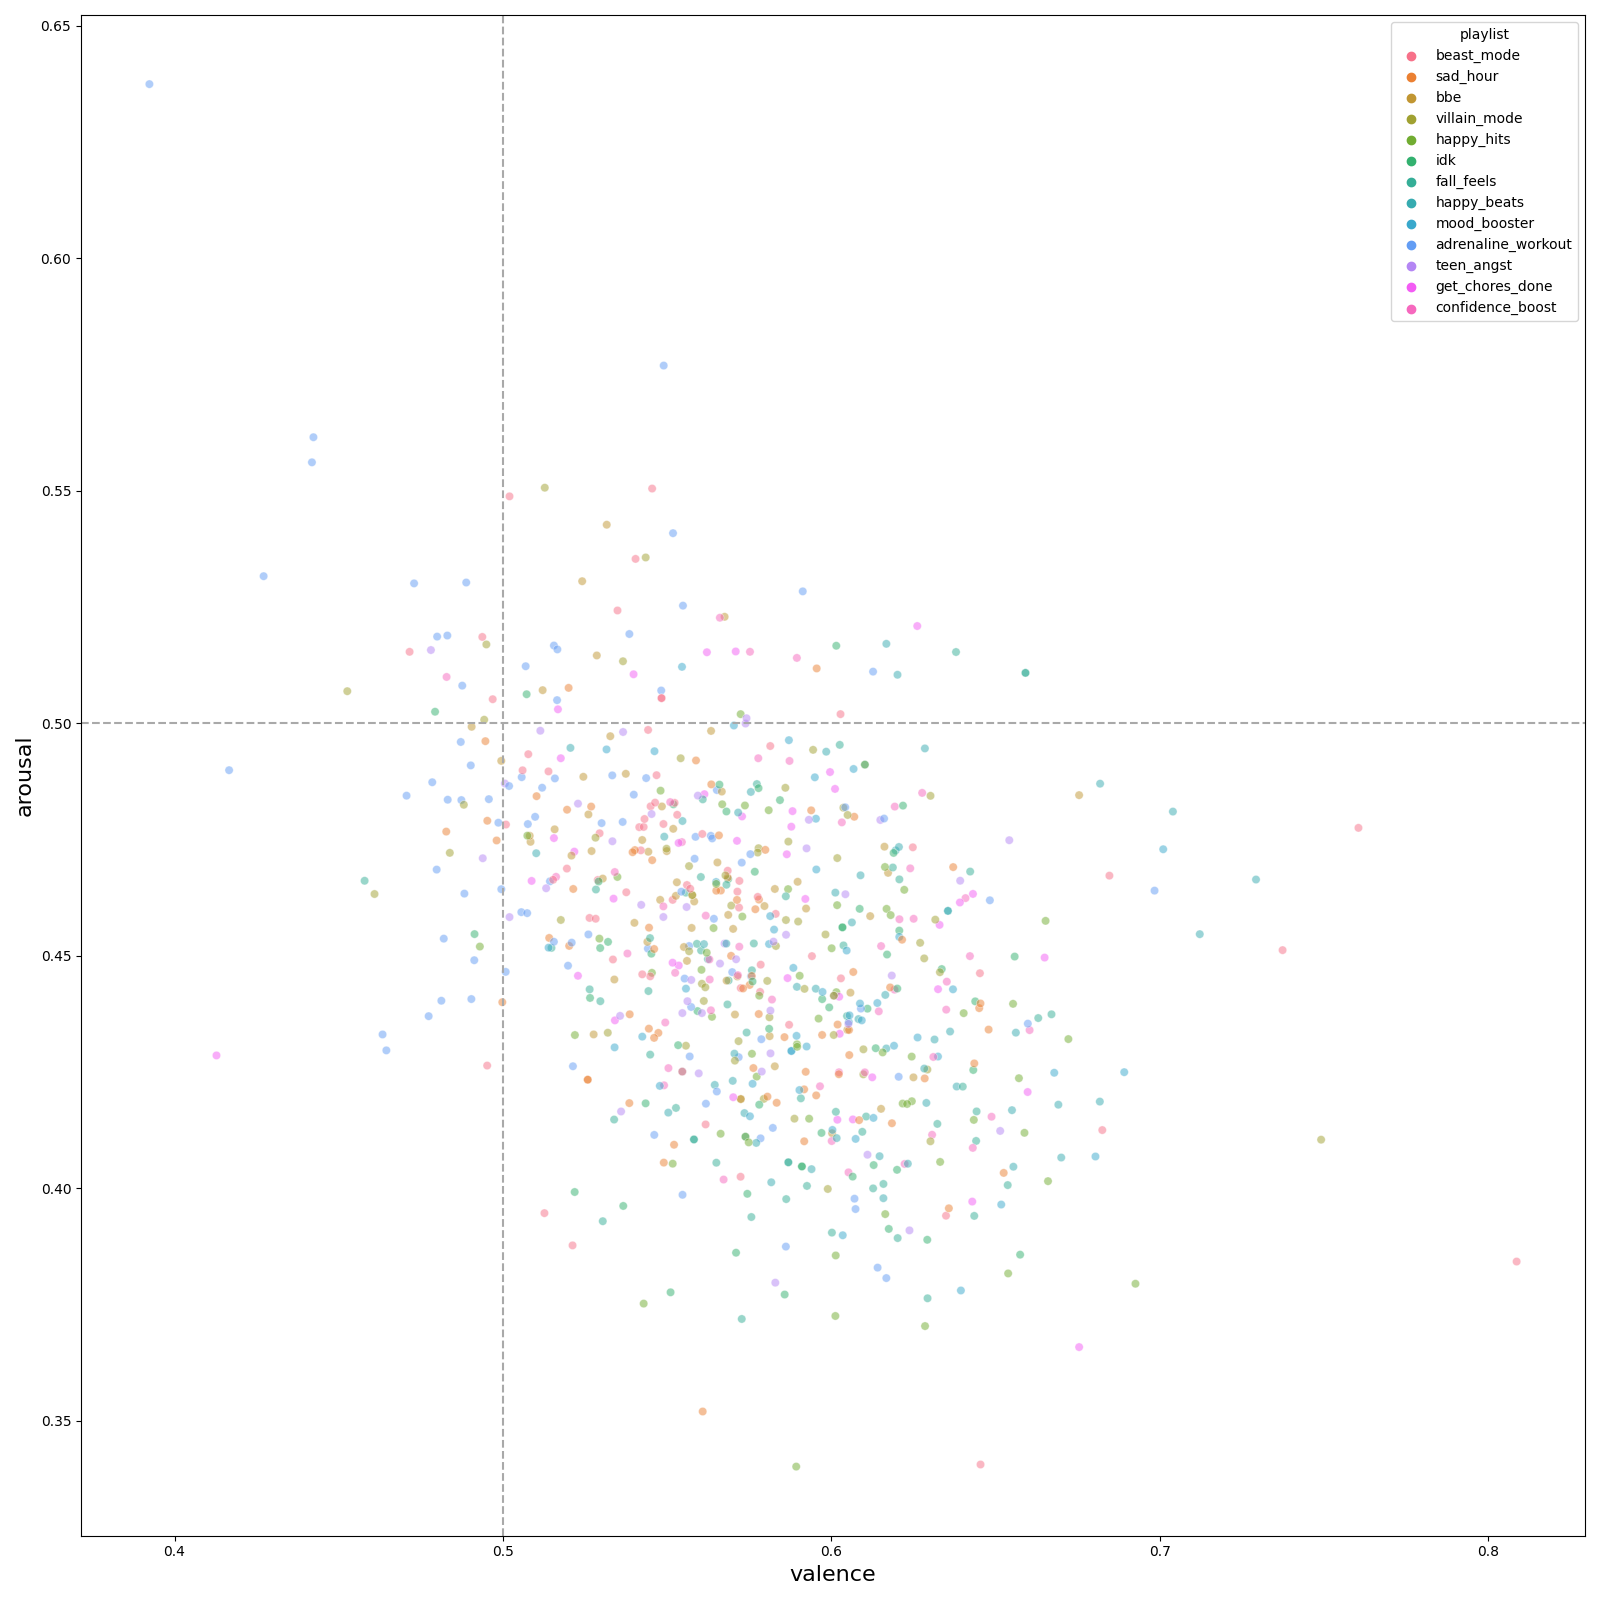 playlist
beast_mode
sad_hour
bbe
villain_mode
happy_hits
idk
fall_feels
happy_beats
mood_booster
adrenaline_workout
teen_angst
get_chores_done
confidence_boost
0.65
0.60
0.55
0.50
0.45
0.40
0.35
arousal
0.4 0.5 0.6 0.7 0.8
valence